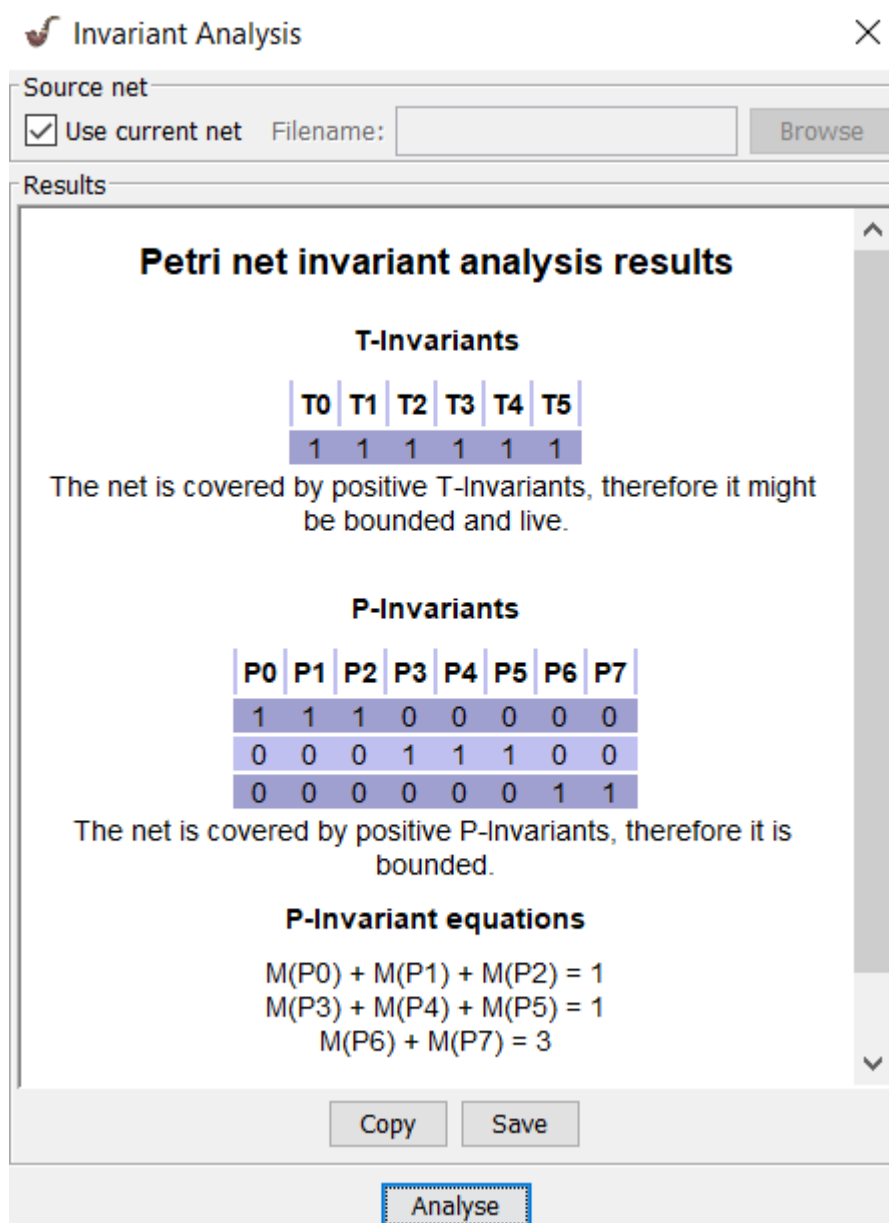 Invariant Analysis
Source net
Use current net Filename: Browse
Results
Petri net invariant analysis results
T-Invariants
T0 T1 T2 T3 T4 T5
1 1 1 1 1 1
The net is covered by positive T-Invariants, therefore it might
be bounded and live.
P-Invariants
P0 P1 P2 P3 P4 P5 P6 P7
1 1 1 0 0 0 0 0
0 0 0 1 1 1 0 0
0 0 0 0 0 0 1 1
The net is covered by positive P-Invariants, therefore it is
bounded.
P-Invariant equations
M(P0) + M(P1) + M(P2) = 1
M(P3) + M(P4) + M(P5) = 1
M(P6) + M(P7) = 3
Copy Save
Analyse